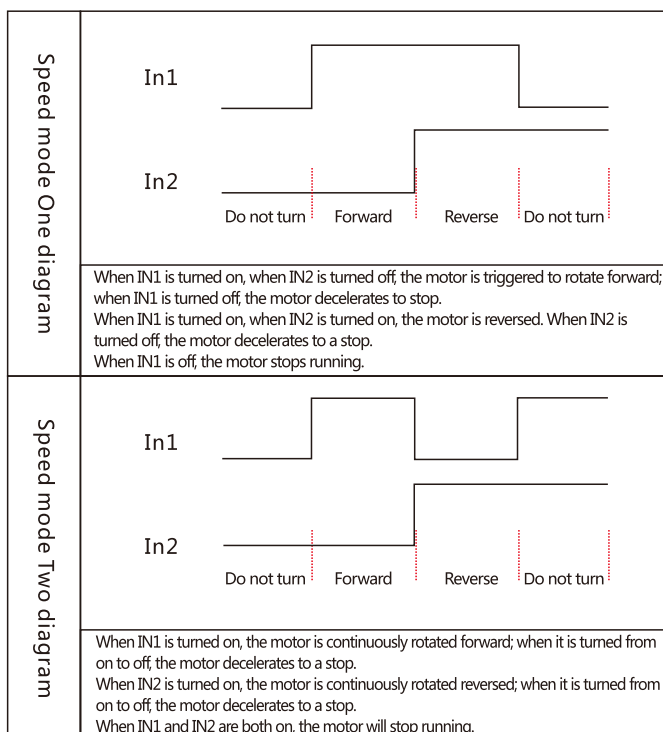 Speed mode One diagram
In1
In2
Do not turn Forward Reverse Do not turn
When IN1 is turned on, when IN2 is turned off, the motor is triggered to rotate forward;
when IN1 is turned off, the motor decelerates to stop.
When IN1 is turned on, when IN2 is turned on, the motor is reversed. When IN2 is
turned off, the motor decelerates to a stop.
When IN1 is off, the motor stops running.
Speed mode Two diagram
In1
In2
Do not turn Forward Reverse Do not turn
When IN1 is turned on, the motor is continuously rotated forward; when it is turned from
on to off, the motor decelerates to a stop.
When IN2 is turned on, the motor is continuously rotated reversed; when it is turned from
on to off, the motor decelerates to a stop.
When IN1 and IN2 are both on, the motor will stop running.